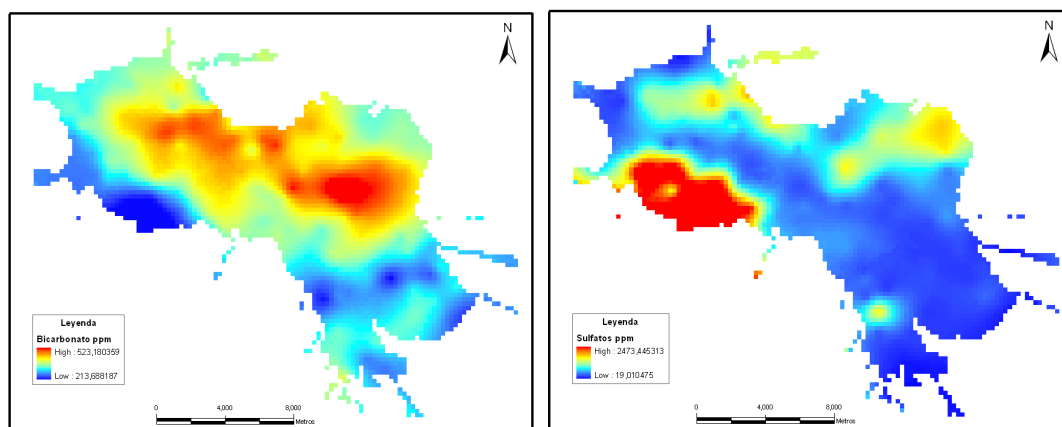 N
Leyenda
Bicarbonato ppm
High : 523,180359
Low : 213,688187
0 4,000 8,000
Metros
N
Leyenda
Sulfatos ppm
High : 2473,445313
Low : 19,010475
0 4,000 8,000
Metros